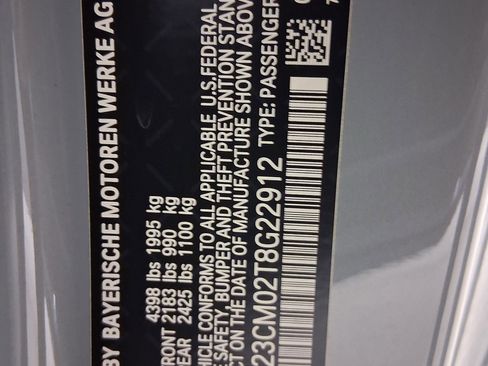 BY BAYERISCHE MOTOREN WERKE AG
4398 lbs 1995 kg
FRONT 2183 lbs 990 kg
REAR 2425 lbs 1100 kg
VEHICLE CONFORMS TO ALL APPLICABLE U.S.FEDERAL
SAFETY, BUMPER AND THEFT PREVENTION STAN
CT ON THE DATE OF MANUFACTURE SHOWN ABOVE
23CM02T8G22912 TYPE: PASSENGER